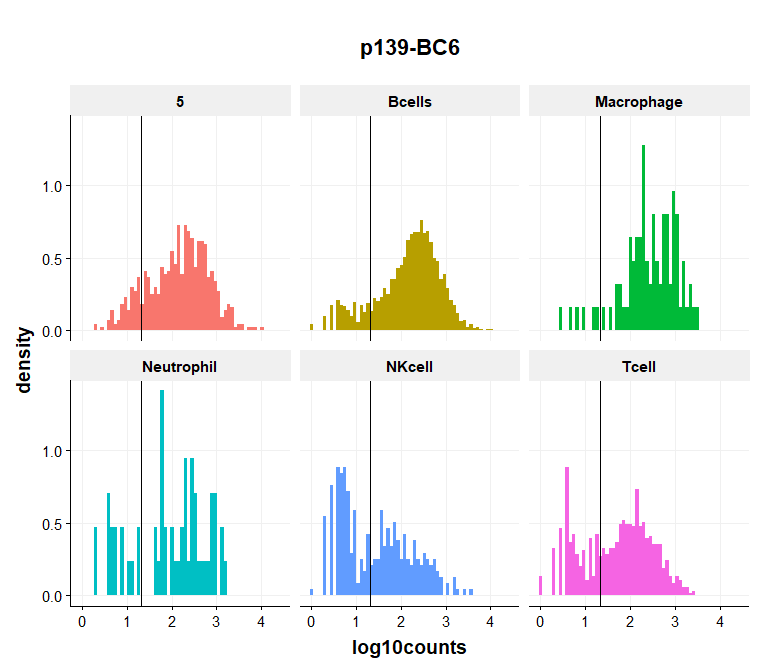 p139-BC6
5 Bcells Macrophage
1.0
0.5
0.0
density
Neutrophil NKcell Tcell
1.0
0.5
0.0
0 1 2 3 4 0 1 2 3 4 0 1 2 3 4
log10counts